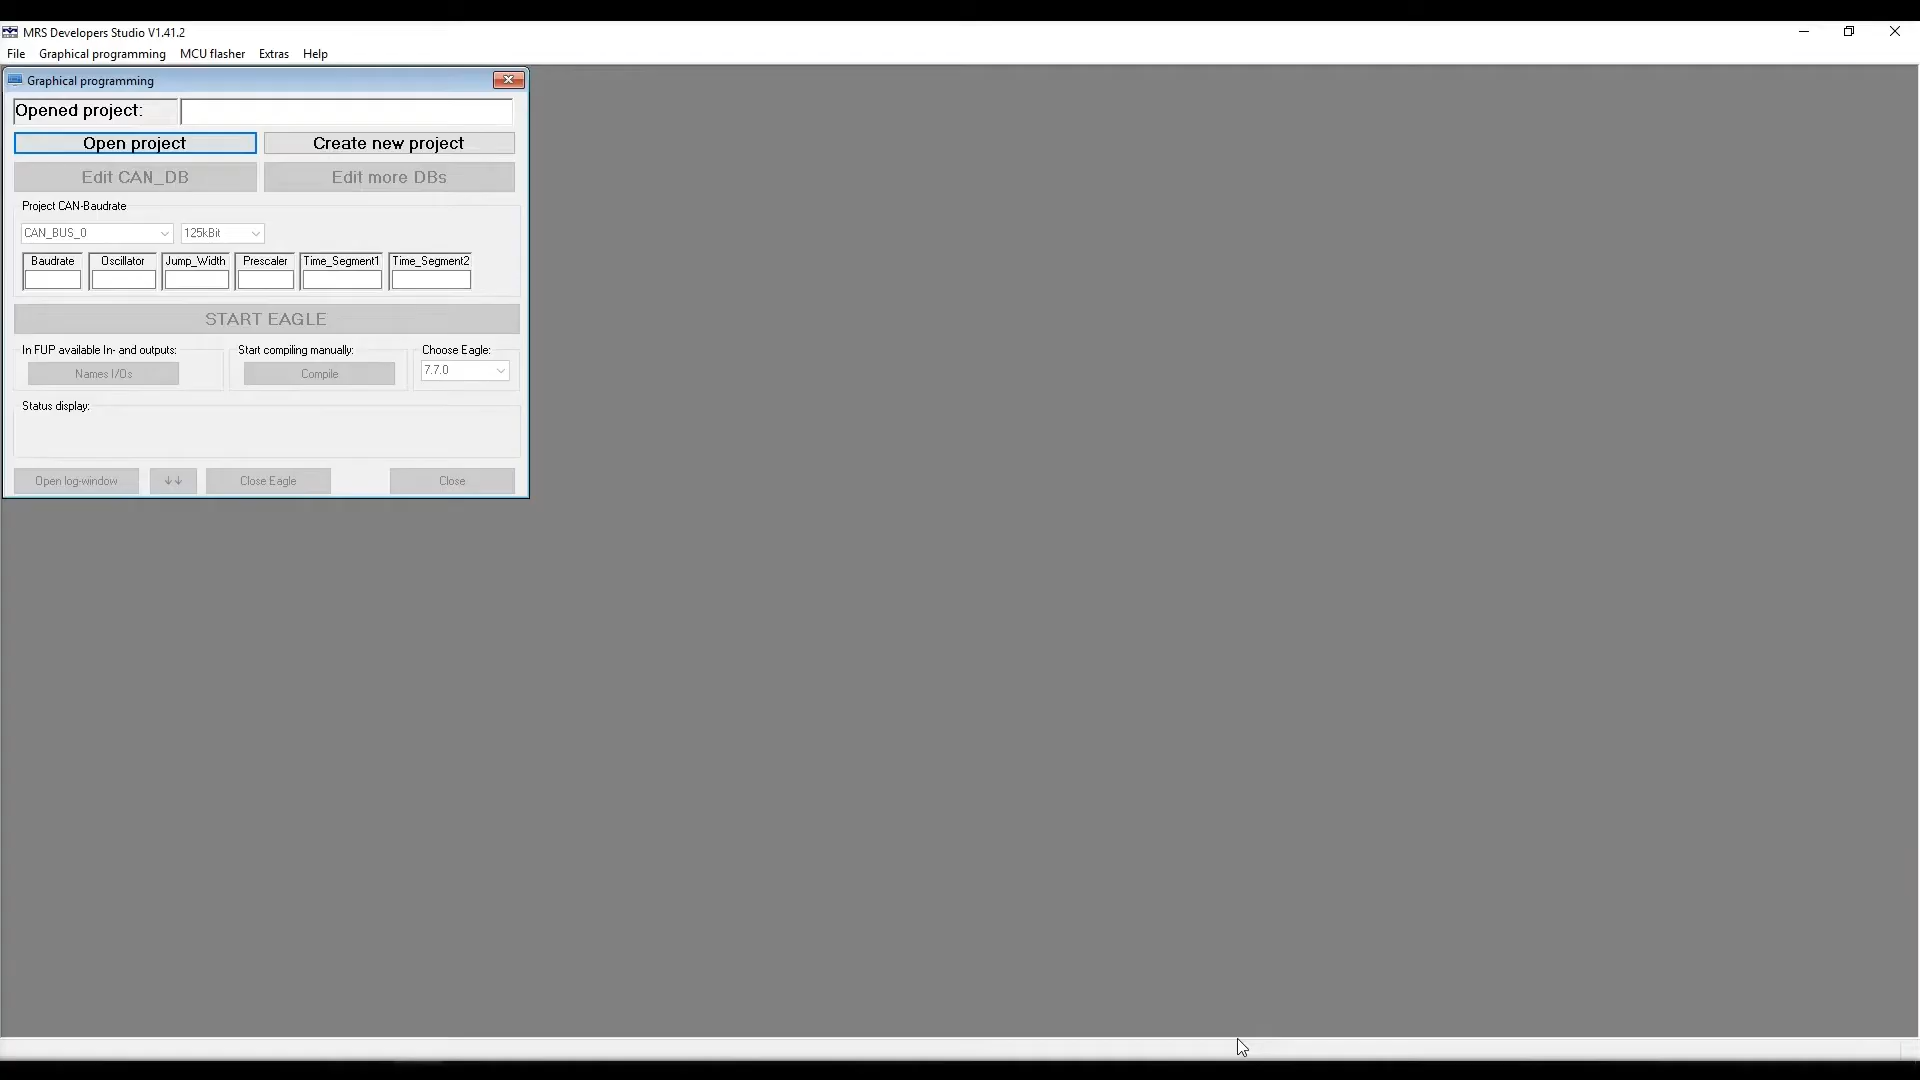 MRS Developers Studio V1.41.2
File Graphical programming MCU flasher Extras Help
Graphical programming
Opened project:
Open project Create new project
Edit CAN_DB Edit more DBs
Project CAN-Baudrate
CAN_BUS_0 125kBit
Baudrate Oscillator Jump_Width Prescaler Time_Segment1 Time_Segment2
START EAGLE
In FUP available In- and outputs: Start compiling manually: Choose Eagle:
Names I/Os Compile 7.7.0
Status display:
Open log-window ↓↓ Close Eagle Close